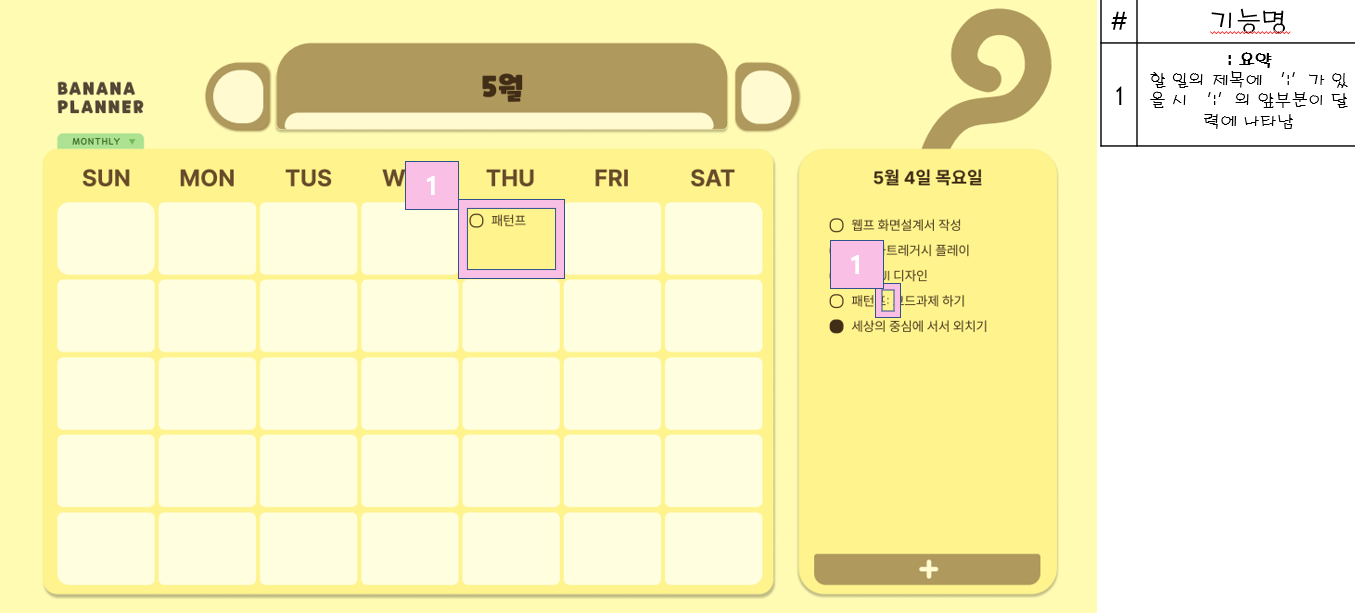 BANANA
PLANNER
5월
MONTHLY
SUN MON TUS W THU FRI SAT
1
패턴프
5월 4일 목요일
웹프 화면설계서 작성
트레거시 플레이
1
디자인
패턴프: 코드과제 하기
세상의 중심에 서서 외치기
+
# 기능명
1
: 요약
할 일의 제목에 ':' 가 있
을 시 ':' 의 앞부분이 달
력에 나타남